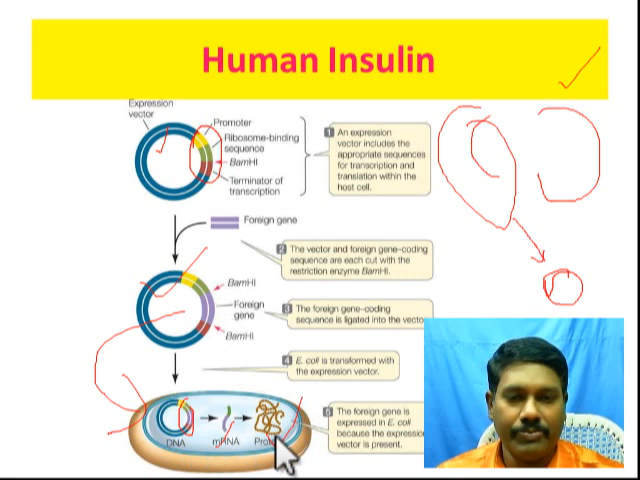 Human Insulin
Expression
vector
Promoter
Ribosome-binding
sequence
BamHI
Terminator of
transcription
1 An expression
vector includes the
appropriate sequences
for transcription and
translation within the
host cell.
Foreign gene
2 The vector and foreign gene-coding
sequence are each cut with the
restriction enzyme BamHI.
BamHI
Foreign
gene
BamHI
3 The foreign gene-coding
sequence is ligated into the vector
4 E. coli is transformed with
the expression vector.
5 The foreign gene is
expressed in E. coli
because the expression
vector is present.
DNA
mRNA